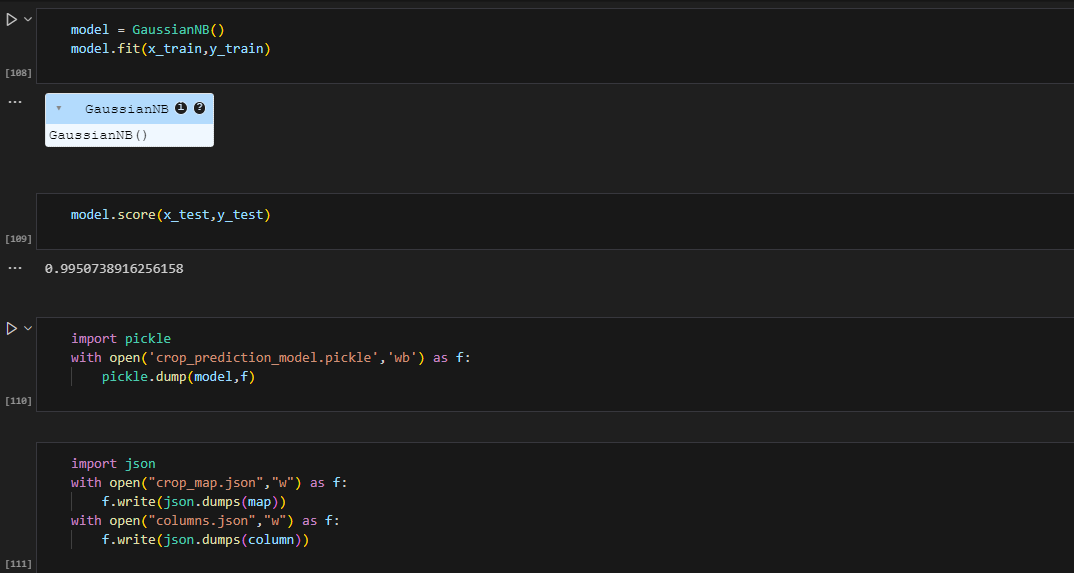 model = GaussianNB()
model.fit(x_train,y_train)
[108]
...
GaussianNB i ?
GaussianNB()
model.score(x_test,y_test)
[109]
...
0.9950738916256158
import pickle
with open('crop_prediction_model.pickle','wb') as f:
    pickle.dump(model,f)
[110]
import json
with open("crop_map.json","w") as f:
    f.write(json.dumps(map))
with open("columns.json","w") as f:
    f.write(json.dumps(column))
[111]